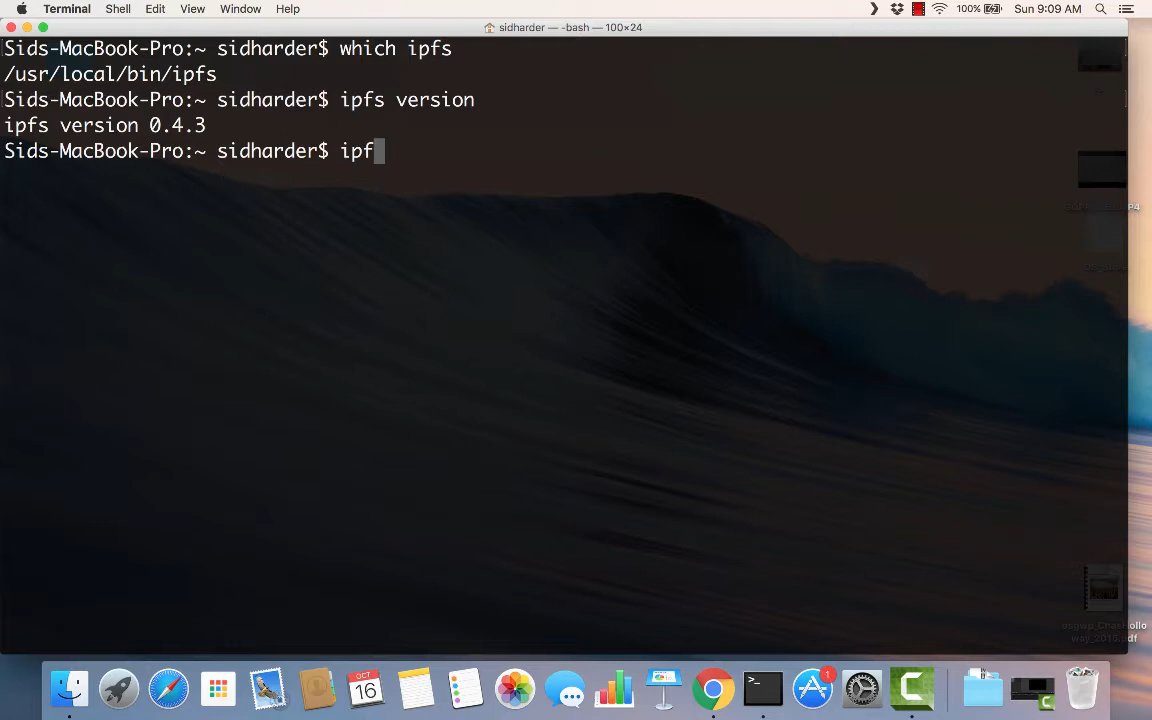 Terminal Shell Edit View Window Help 100% Sun 9:09 AM
sidharder — -bash — 100×24
Sids-MacBook-Pro:~ sidharder$ which ipfs
/usr/local/bin/ipfs
Sids-MacBook-Pro:~ sidharder$ ipfs version
ipfs version 0.4.3
Sids-MacBook-Pro:~ sidharder$ ipf
OCT
16
1